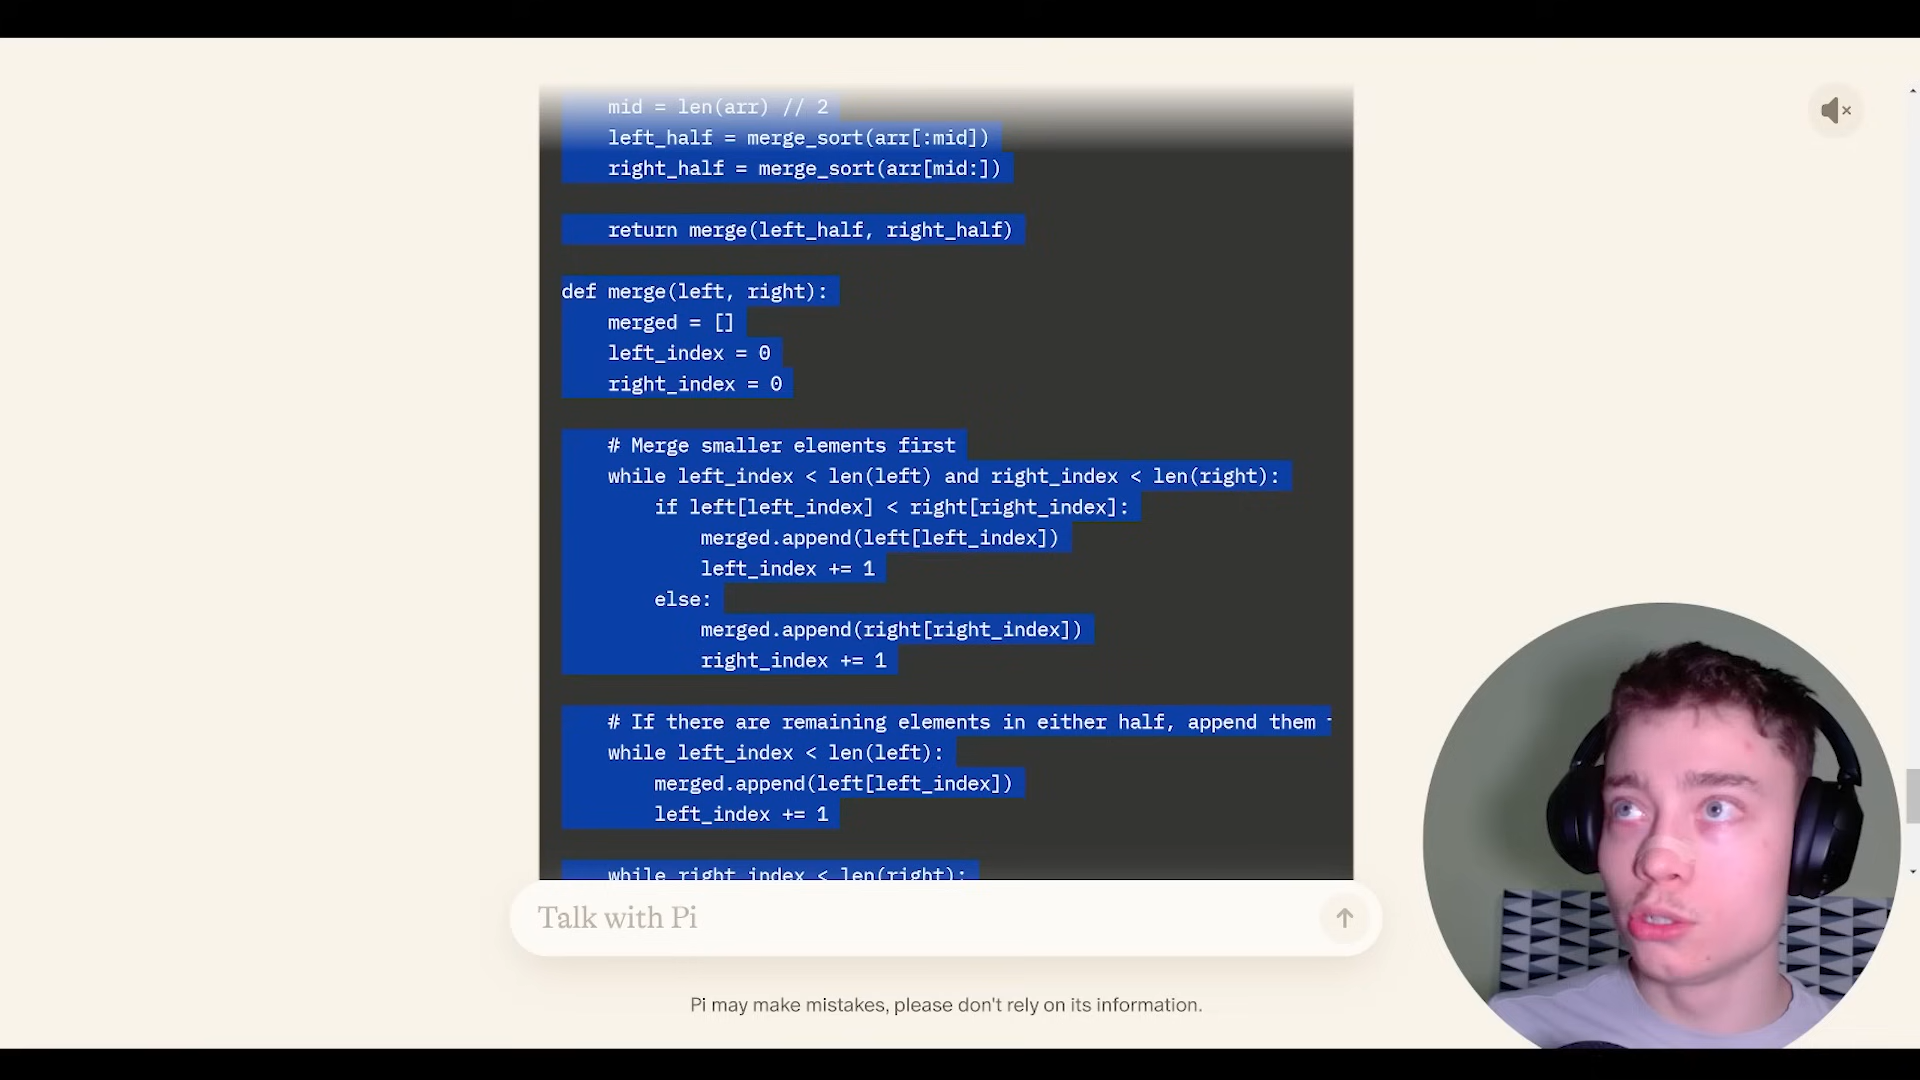 mid = len(arr) // 2
left_half = merge_sort(arr[:mid])
right_half = merge_sort(arr[mid:])
return merge(left_half, right_half)
def merge(left, right):
merged = []
left_index = 0
right_index = 0
# Merge smaller elements first
while left_index < len(left) and right_index < len(right):
if left[left_index] < right[right_index]:
merged.append(left[left_index])
left_index += 1
else:
merged.append(right[right_index])
right_index += 1
# If there are remaining elements in either half, append them
while left_index < len(left):
merged.append(left[left_index])
left_index += 1
while right_index < len(right):
Talk with Pi
Pi may make mistakes, please don't rely on its information.